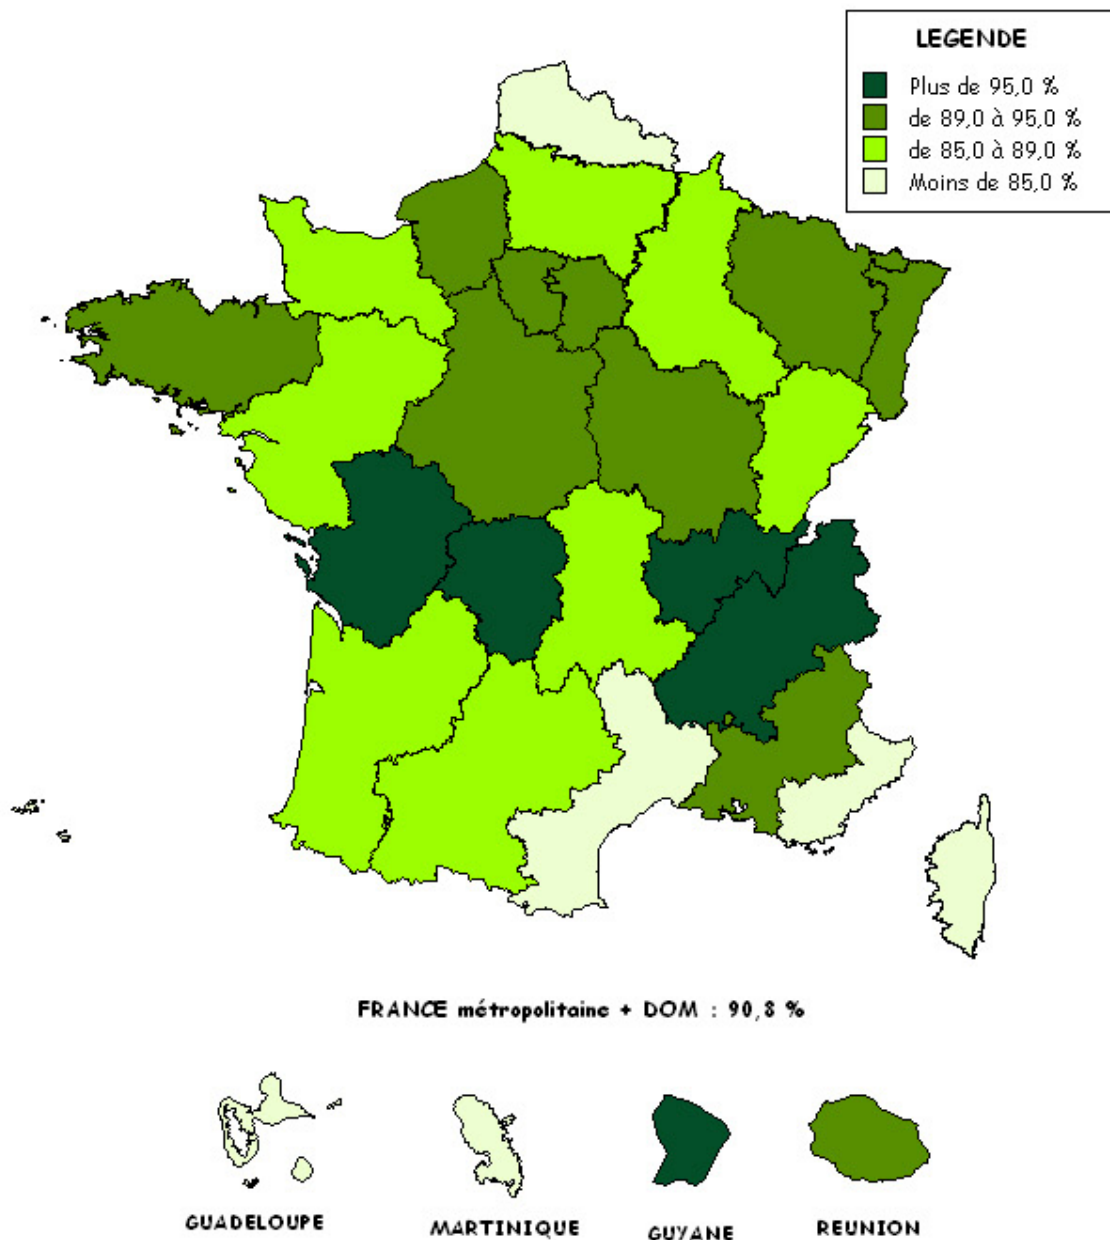 LEGENDE
Plus de 95,0 %
de 89,0 à 95,0 %
de 85,0 à 89,0 %
Moins de 85,0 %
FRANCE métropolitaine + DOM : 90,8 %
GUADELOUPE
MARTINIQUE
GUYANE
REUNION